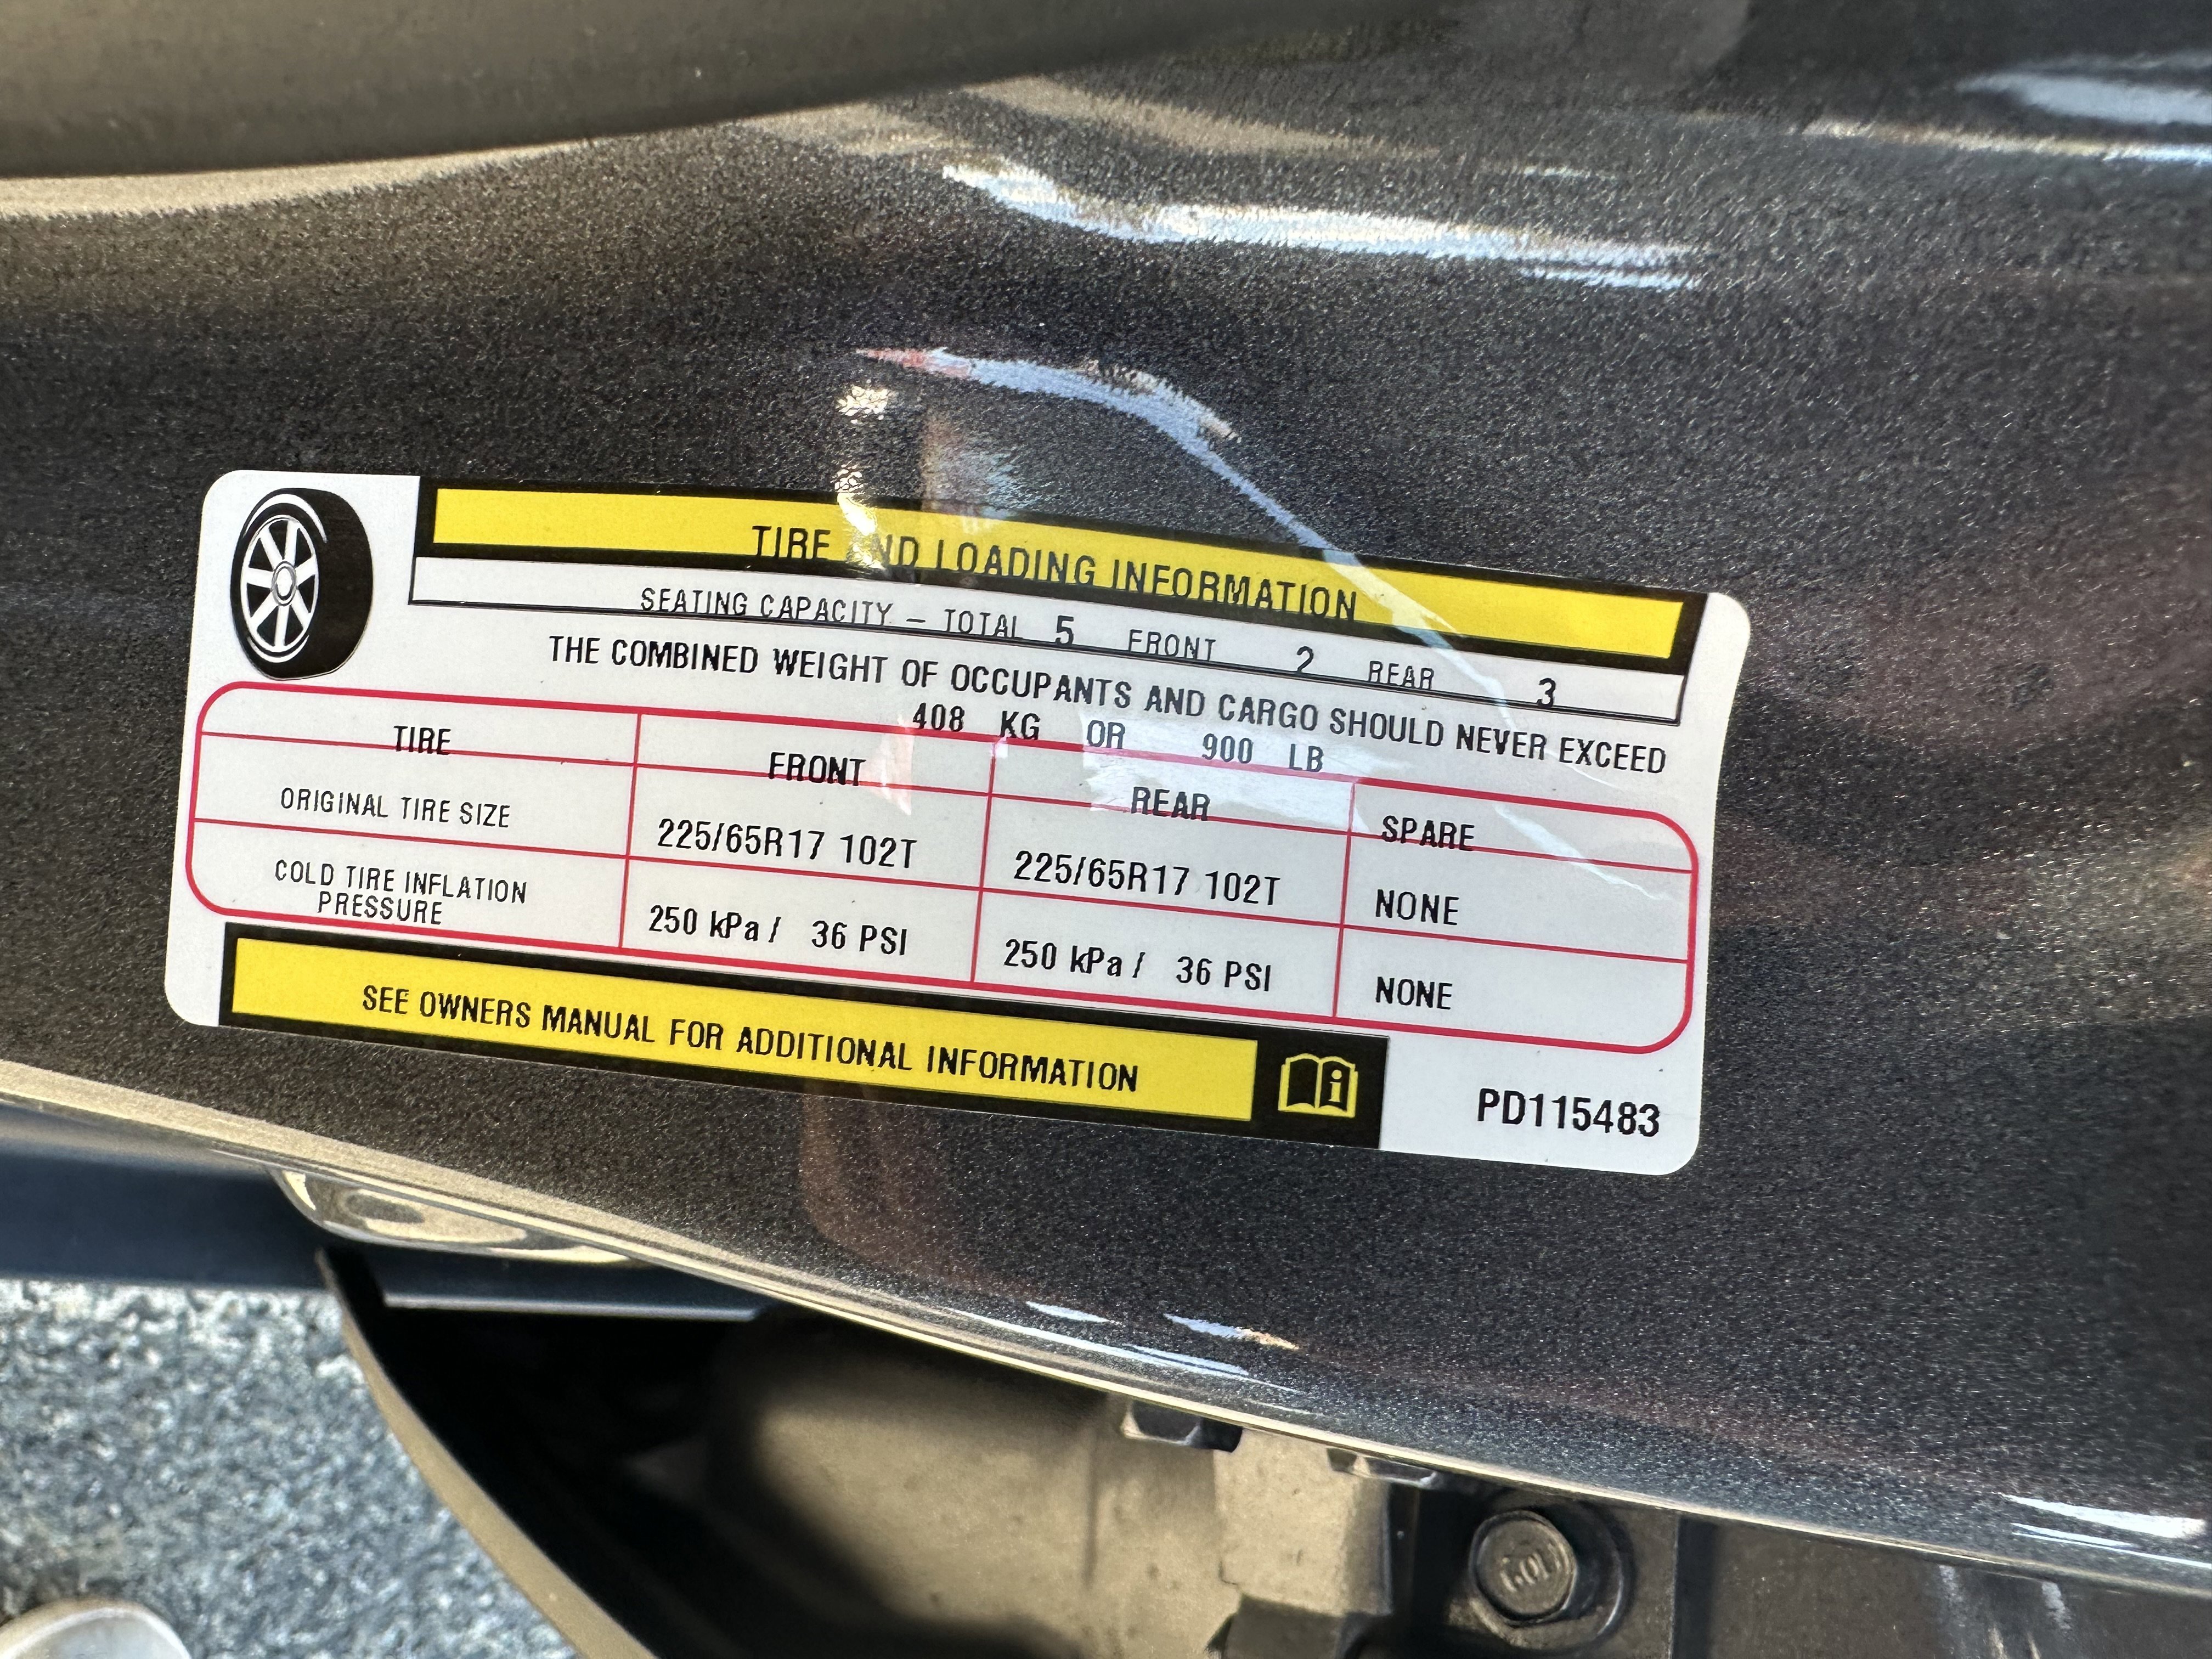 TIRE AND LOADING INFORMATION
SEATING CAPACITY – TOTAL 5 FRONT 2 REAR 3
THE COMBINED WEIGHT OF OCCUPANTS AND CARGO SHOULD NEVER EXCEED
408 KG OR 900 LB
TIRE FRONT REAR SPARE
ORIGINAL TIRE SIZE 225/65R17 102T 225/65R17 102T NONE
COLD TIRE INFLATION
PRESSURE 250 kPa / 36 PSI 250 kPa / 36 PSI NONE
SEE OWNERS MANUAL FOR ADDITIONAL INFORMATION
PD115483